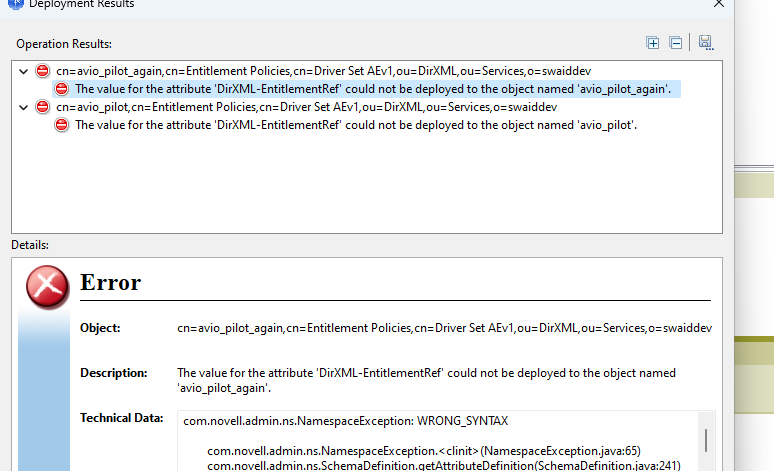 Deployment Results
Operation Results:
cn=avio_pilot_again,cn=Entitlement Policies,cn=Driver Set AEv1,ou=DirXML,ou=Services,o=swaiddev
The value for the attribute 'DirXML-EntitlementRef' could not be deployed to the object named 'avio_pilot_again'.
cn=avio_pilot,cn=Entitlement Policies,cn=Driver Set AEv1,ou=DirXML,ou=Services,o=swaiddev
The value for the attribute 'DirXML-EntitlementRef' could not be deployed to the object named 'avio_pilot'.
Details:
Error
Object: cn=avio_pilot_again,cn=Entitlement Policies,cn=Driver Set AEv1,ou=DirXML,ou=Services,o=swaiddev
Description: The value for the attribute 'DirXML-EntitlementRef' could not be deployed to the object named
'avio_pilot_again'.
Technical Data: com.novell.admin.ns.NamespaceException: WRONG_SYNTAX
com.novell.admin.ns.NamespaceException.<clinit>(NamespaceException.java:65)
com.novell.admin.ns.SchemaDefinition.getAttributeDefinition(SchemaDefinition.java:241)